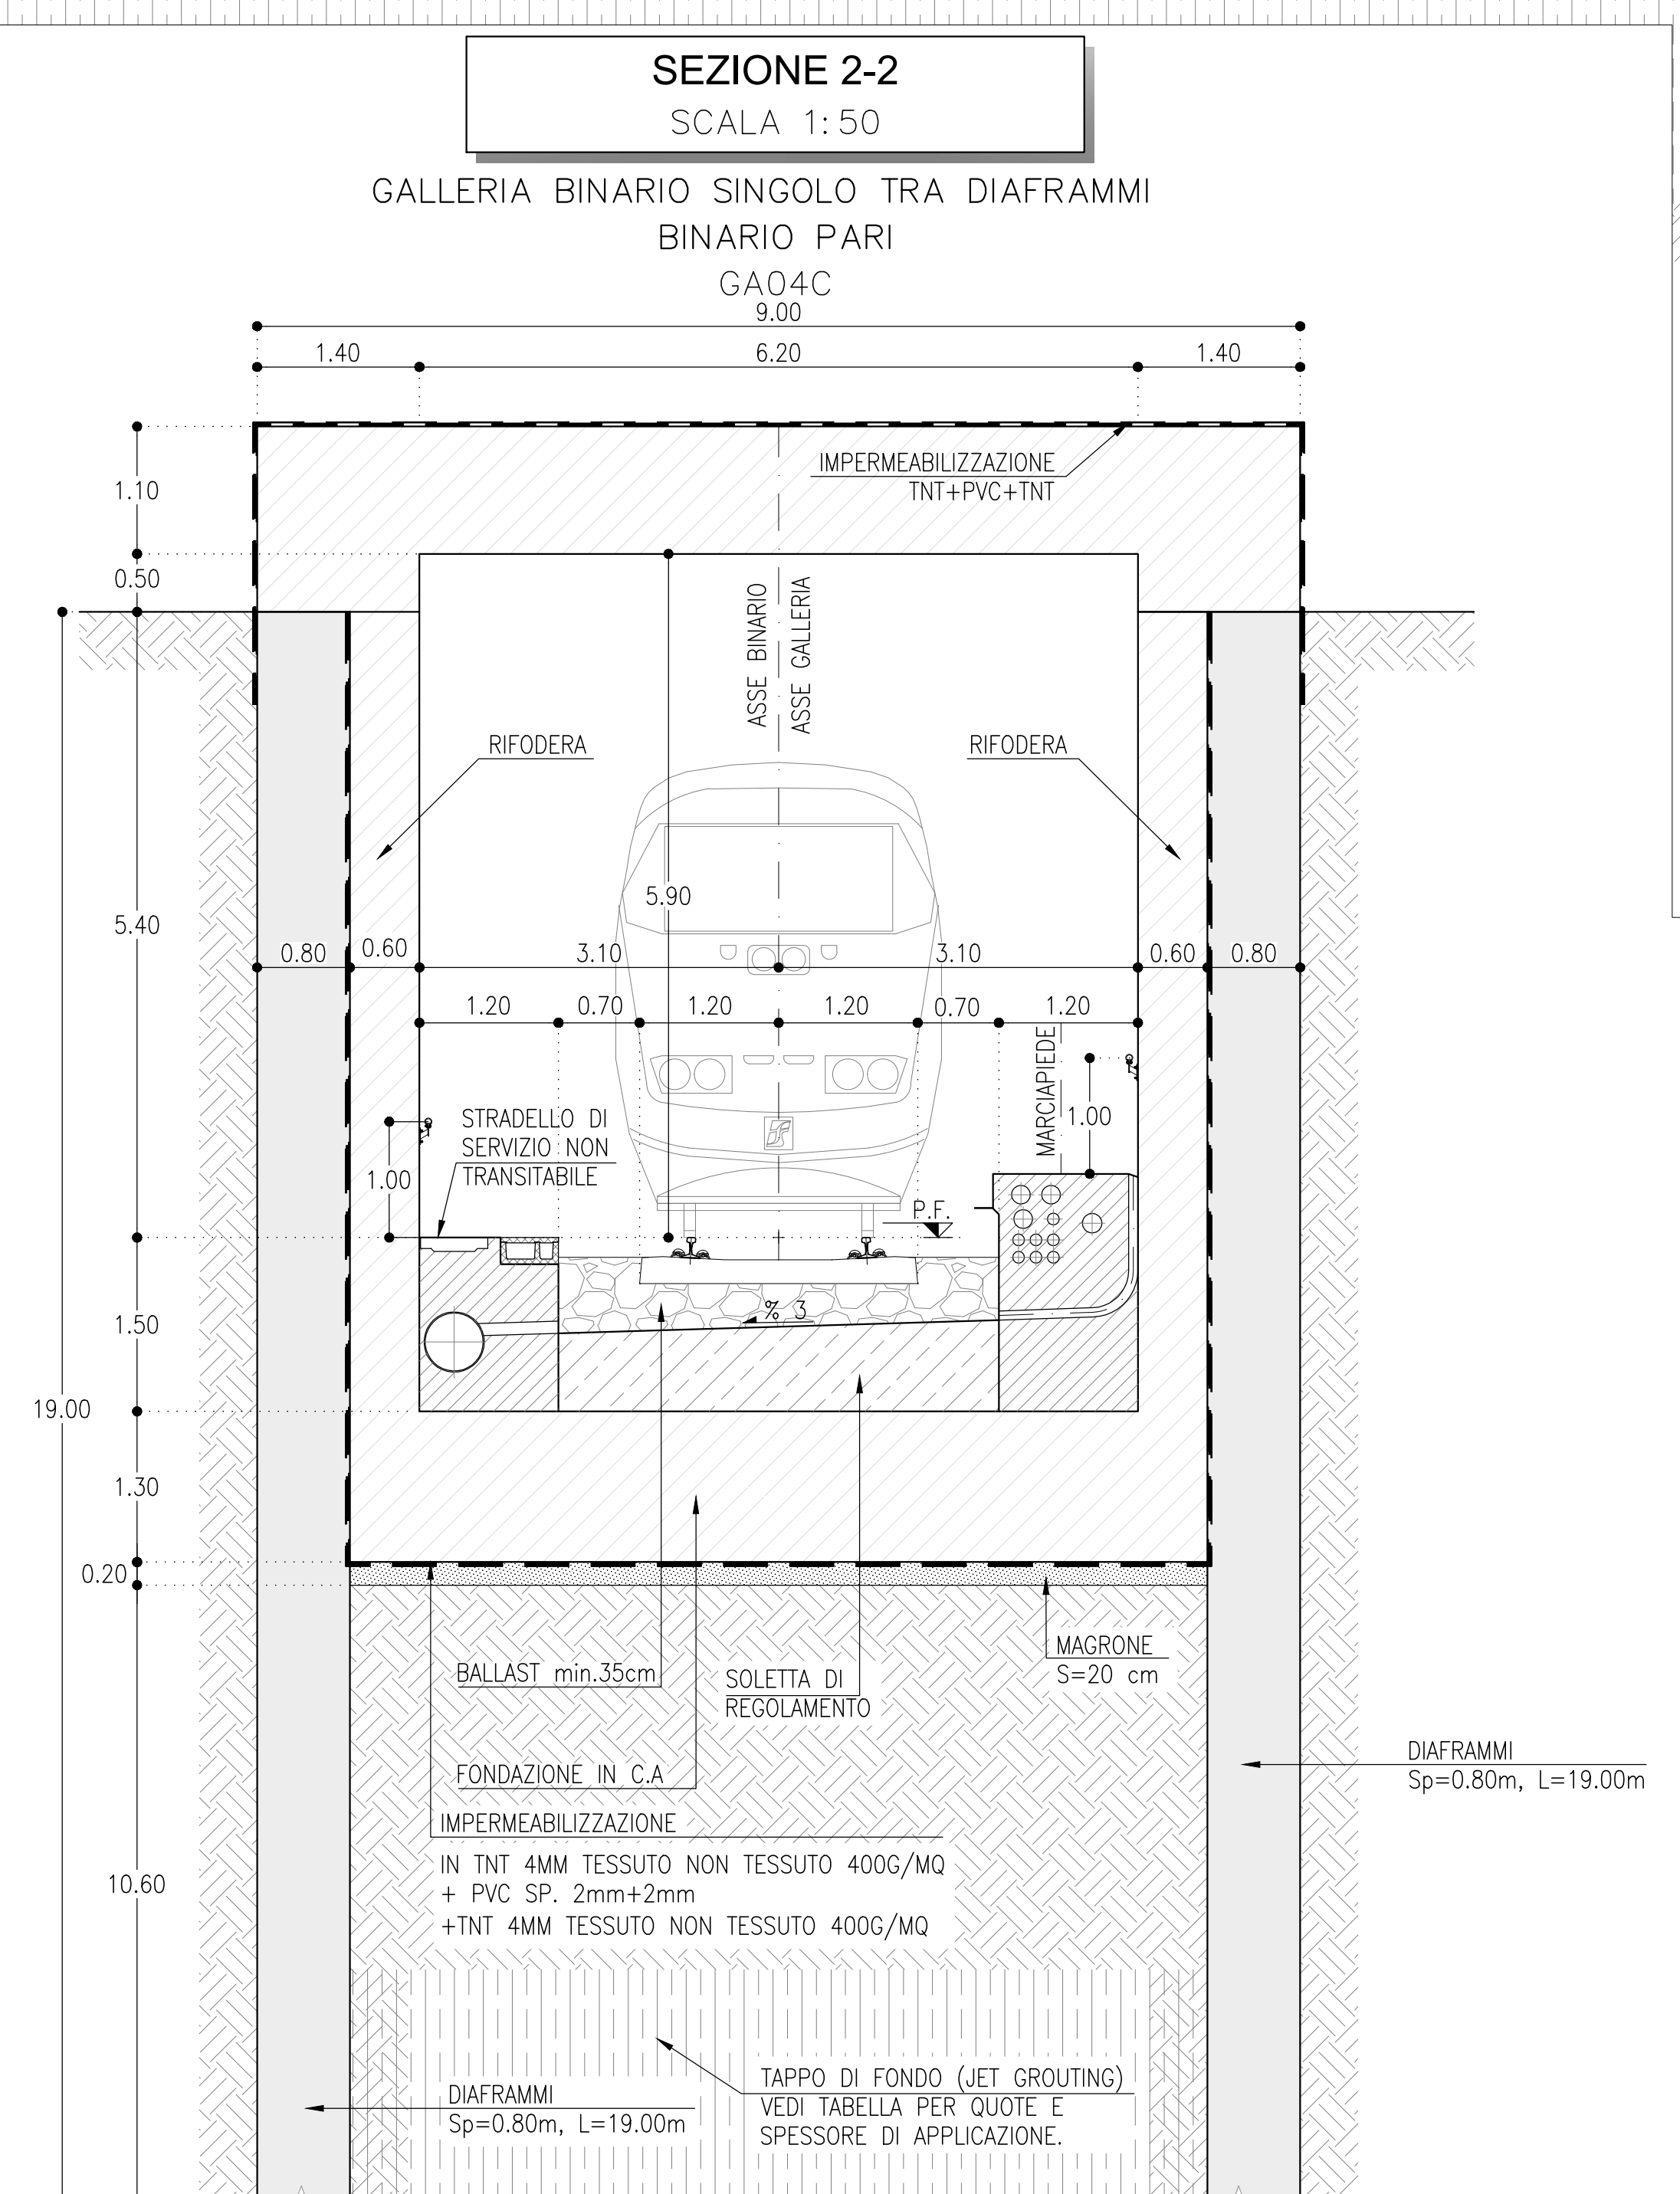 SEZIONE 2-2
SCALA 1:50
GALLERIA BINARIO SINGOLO TRA DIAFRAMMI
BINARIO PARI
GA04C
9.00
1.40
6.20
1.40
IMPERMEABILIZZAZIONE
TNT+PVC+TNT
1.10
0.50
ASSE BINARIO
ASSE GALLERIA
RIFODERA
RIFODERA
5.90
5.40
0.80
0.60
3.10
3.10
0.60
0.80
1.20
0.70
1.20
1.20
0.70
1.20
MARCIAPIEDE
1.00
STRADELLO DI
SERVIZIO NON
TRANSITABILE
1.00
P.F.
% 3
1.50
19.00
1.30
0.20
MAGRONE
S=20 cm
BALLAST min.35cm
SOLETTA DI
REGOLAMENTO
DIAFRAMMI
Sp=0.80m, L=19.00m
FONDAZIONE IN C.A
IMPERMEABILIZZAZIONE
IN TNT 4MM TESSUTO NON TESSUTO 400G/MQ
+ PVC SP. 2mm+2mm
+TNT 4MM TESSUTO NON TESSUTO 400G/MQ
10.60
TAPPO DI FONDO (JET GROUTING)
VEDI TABELLA PER QUOTE E
SPESSORE DI APPLICAZIONE.
DIAFRAMMI
Sp=0.80m, L=19.00m